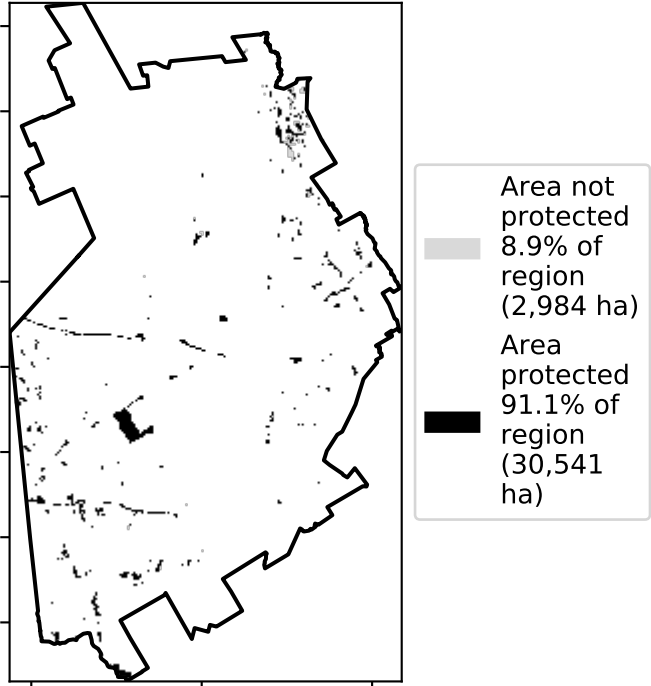 Area not
protected
8.9% of
region
(2,984 ha)
Area
protected
91.1% of
region
(30,541
ha)